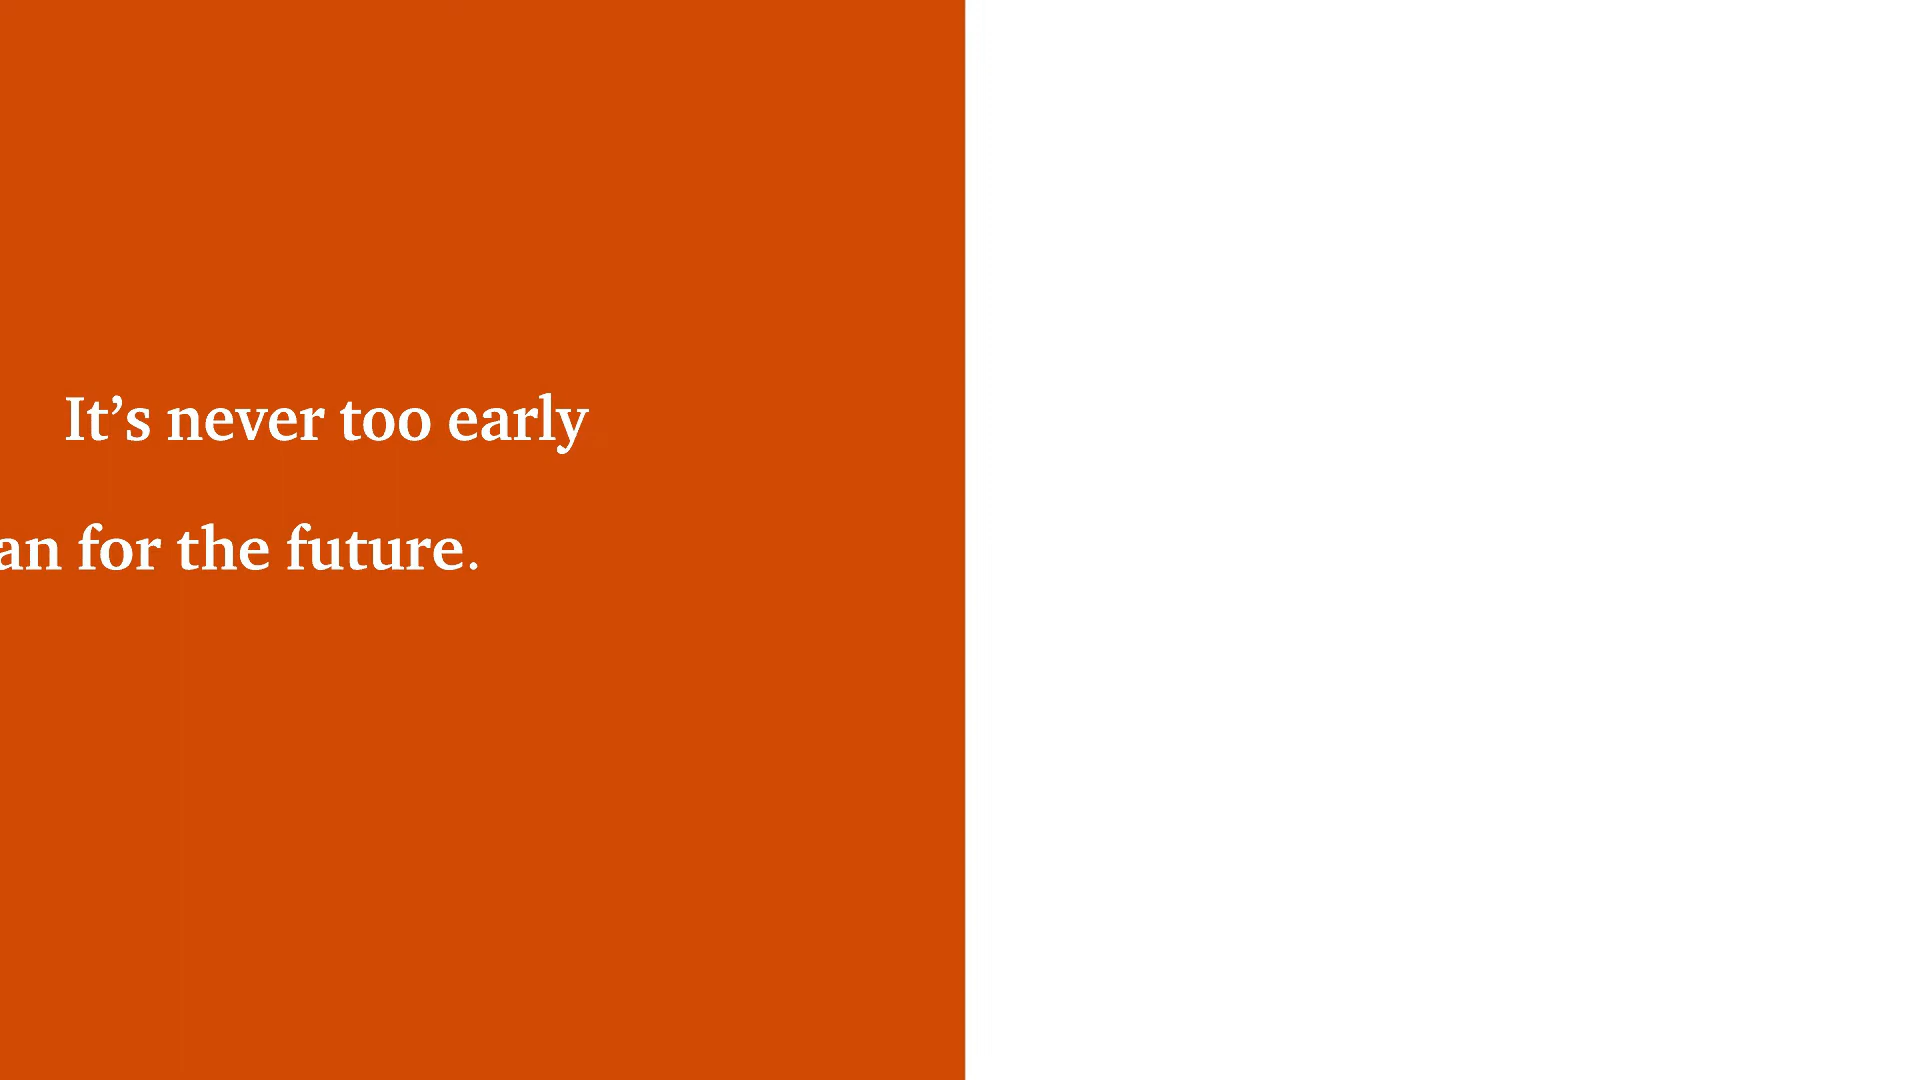 It’s never too early
an for the future.